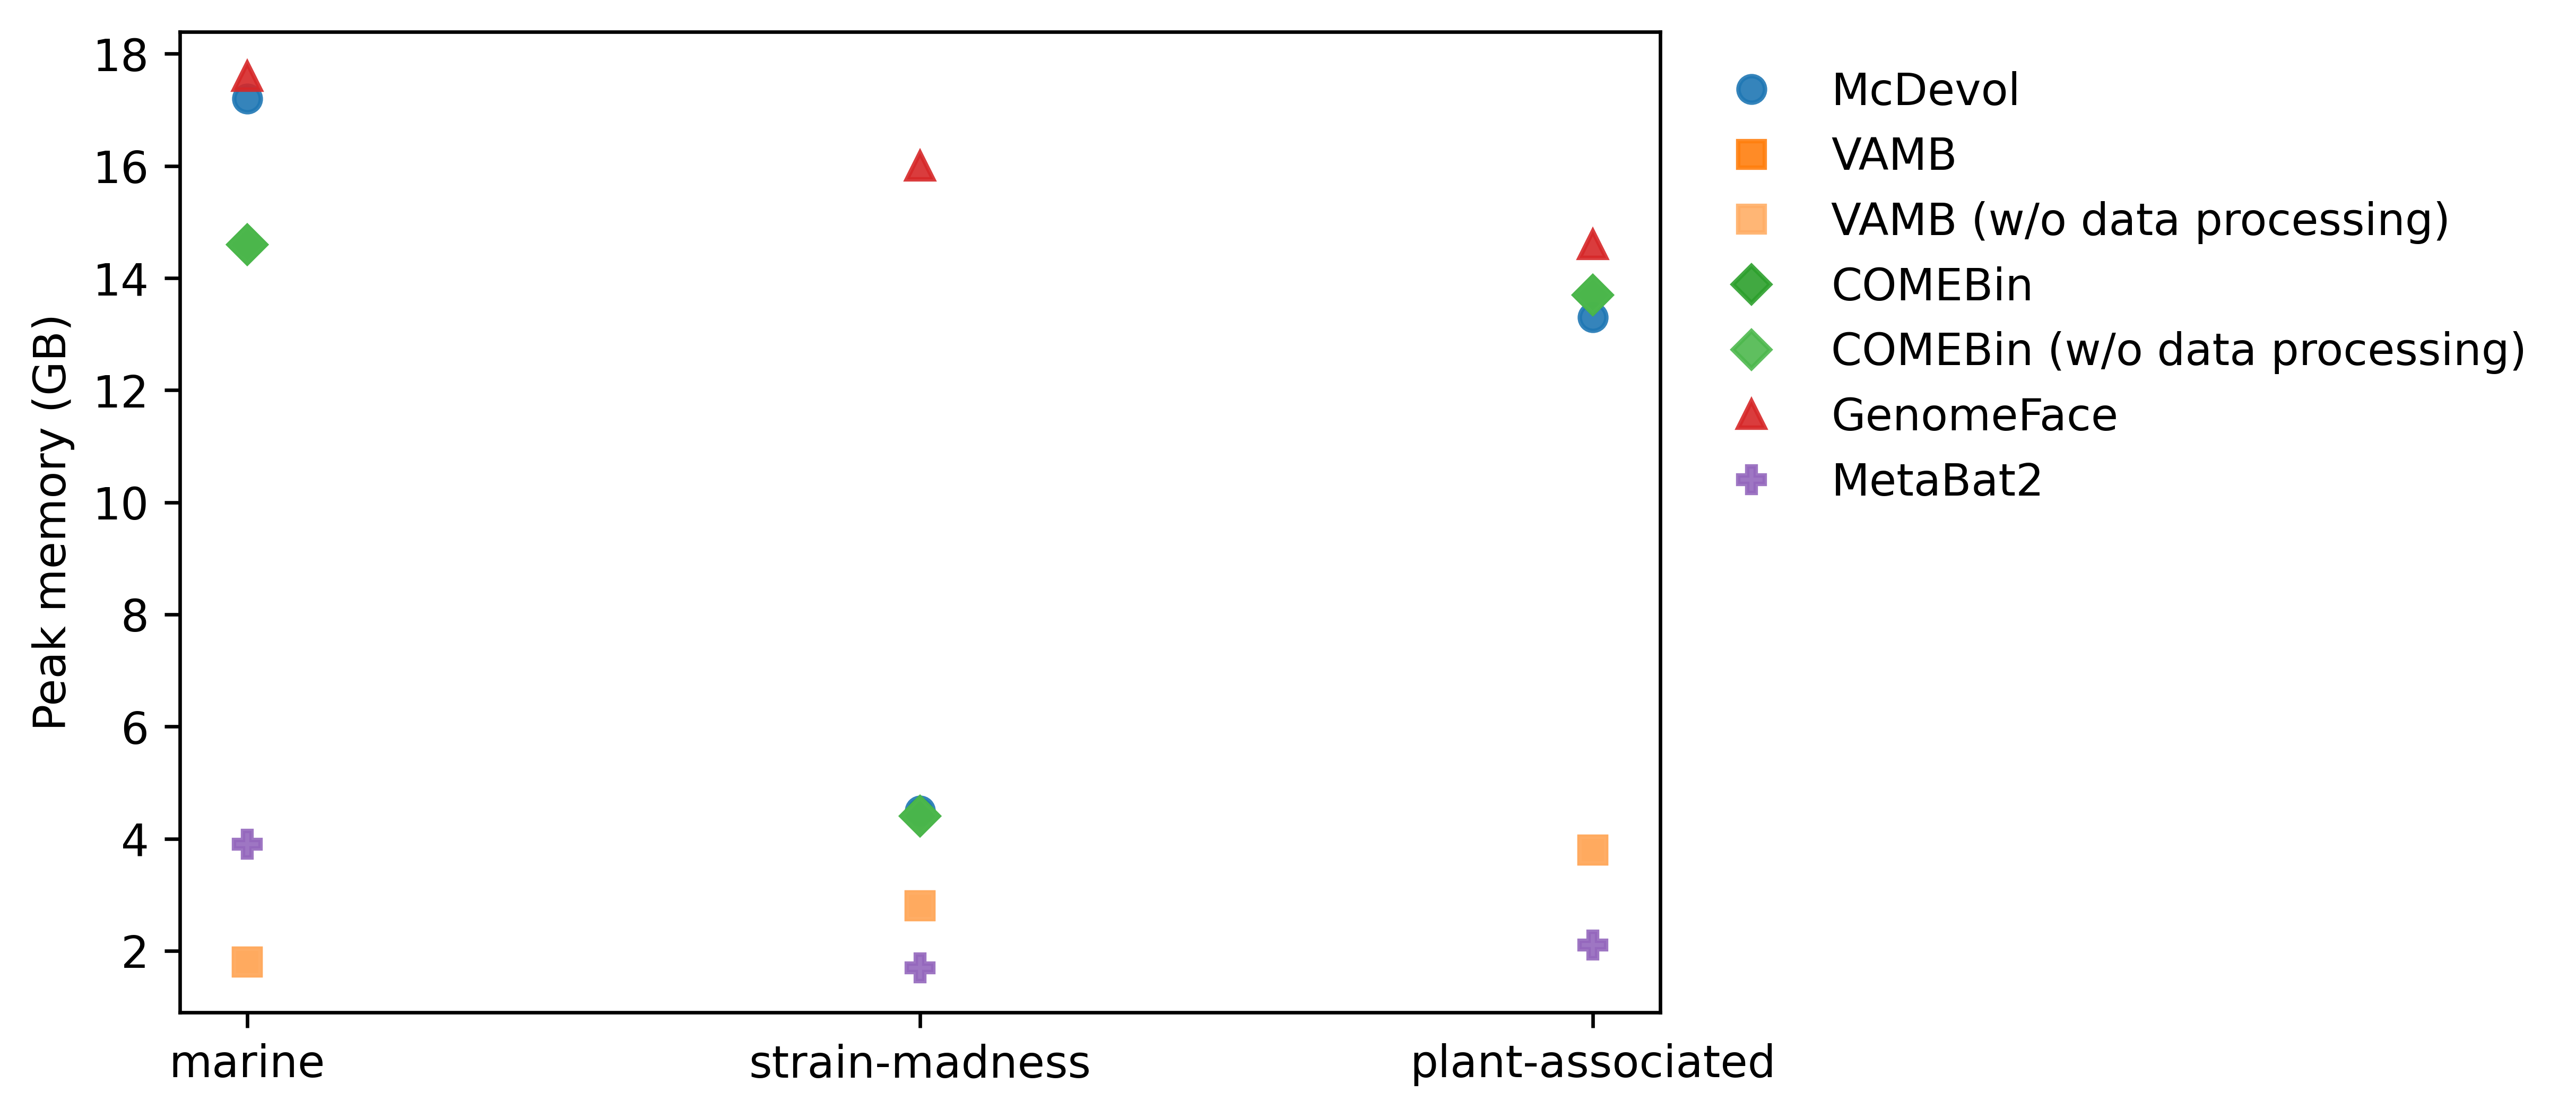 Peak memory (GB)
18
16
14
12
10
8
6
4
2
marine
strain-madness
plant-associated
McDevol
VAMB
VAMB (w/o data processing)
COMEBin
COMEBin (w/o data processing)
GenomeFace
MetaBat2